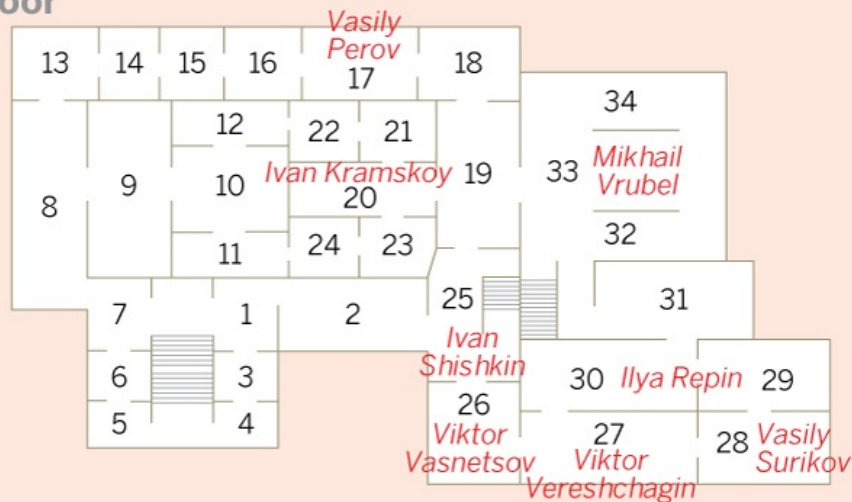 Vasily
Perov
13 14 15 16 17 18
34
12 22 21
Mikhail
Vrubel
33
Ivan Kramskoy
8 9 10 20 19
32
11 24 23
7 1 2 25 31
Ivan
Shishkin
6 3 30 Ilya Repin 29
26
5 4
Viktor
Vasnetsov
27
Viktor
Vereshchagin
28 Vasily
Surikov